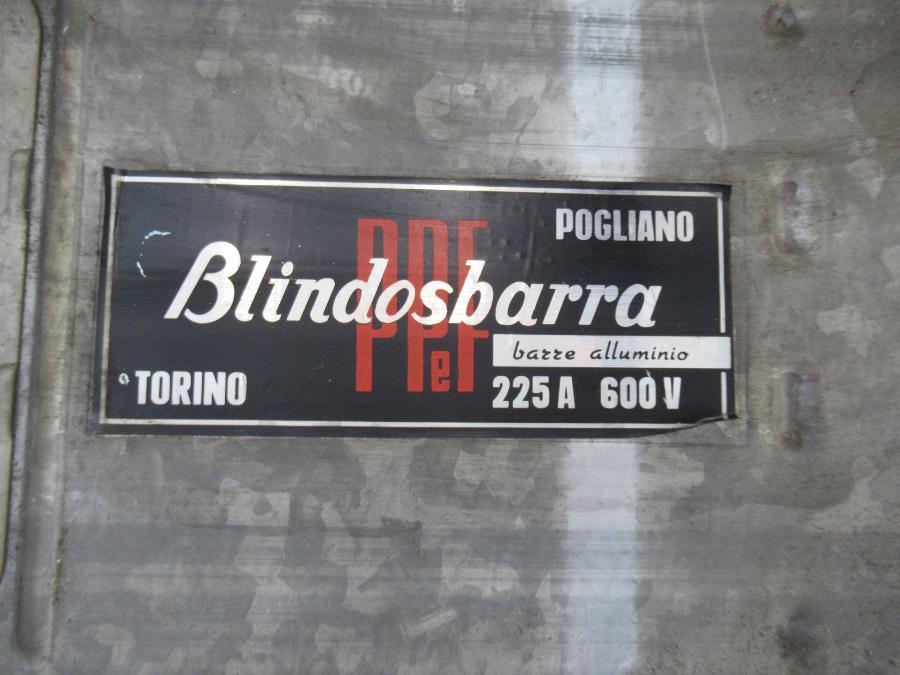 POGLIANO
Blindosbarra
PPeF
barre alluminio
TORINO
225 A 600 V